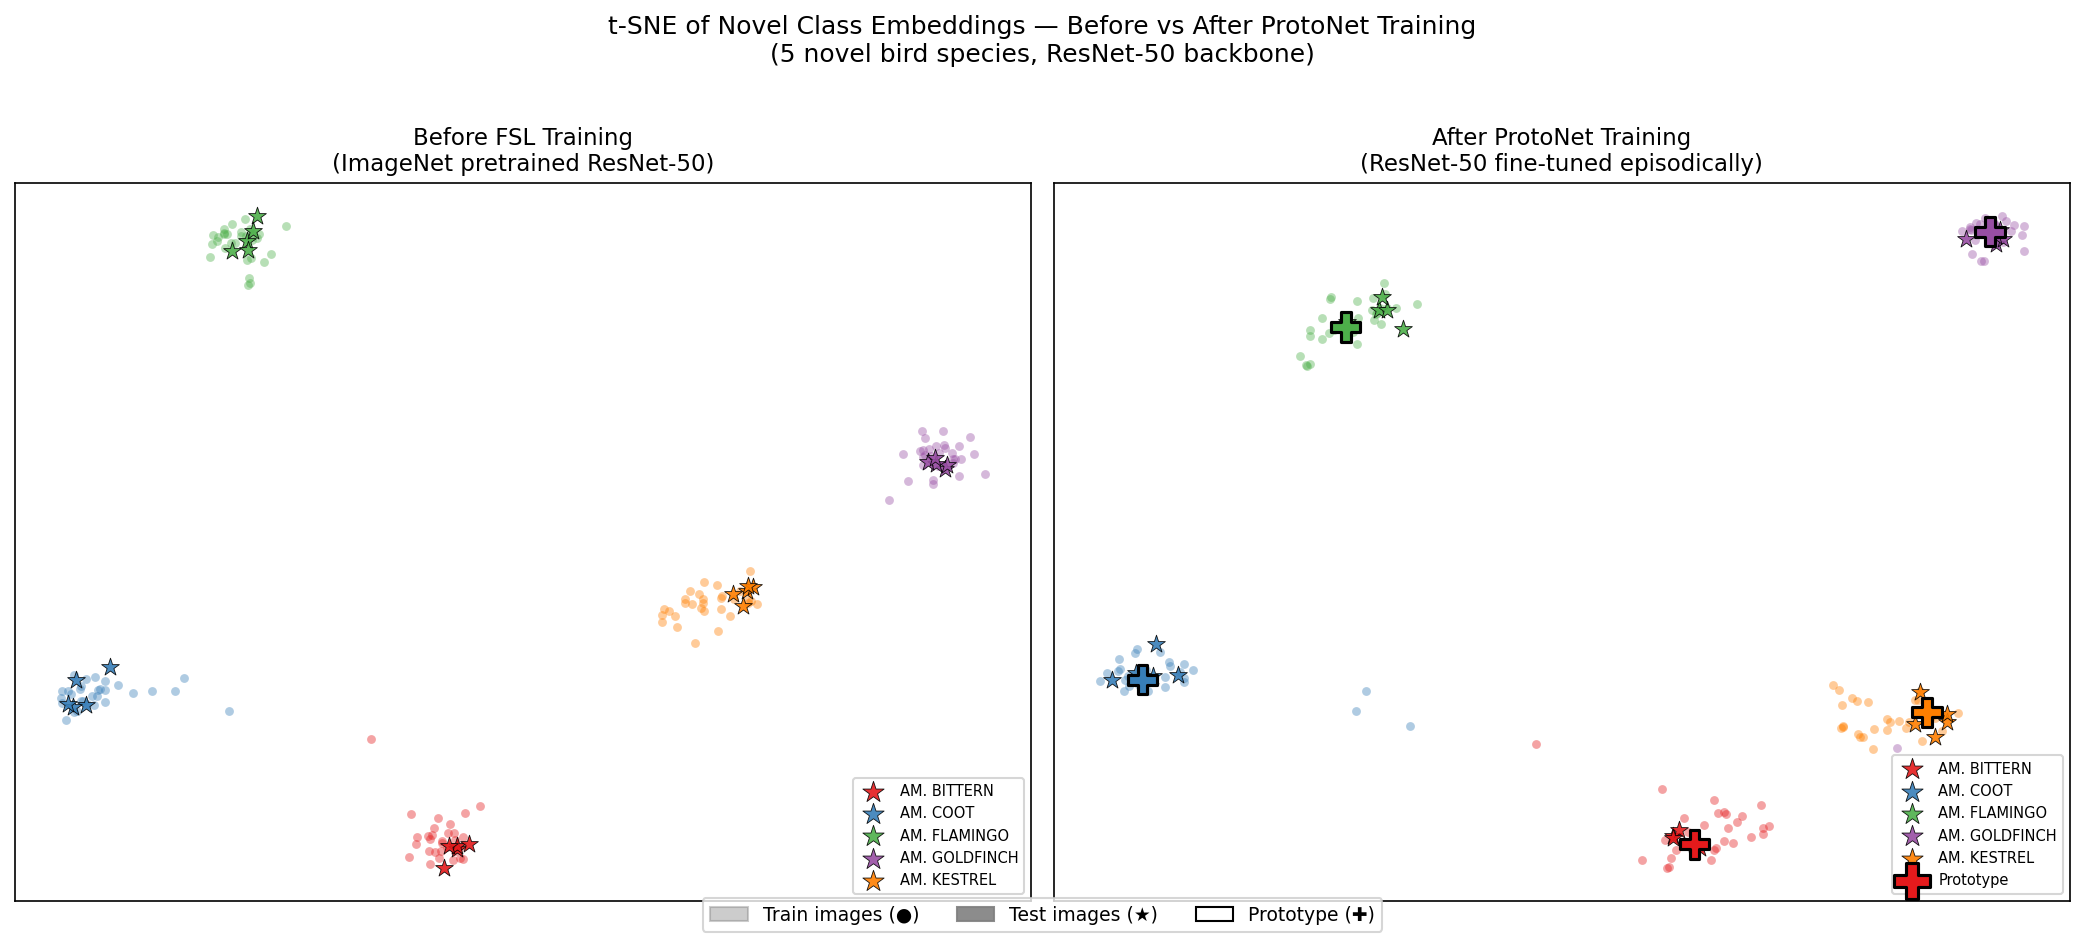 t-SNE of Novel Class Embeddings — Before vs After ProtoNet Training
(5 novel bird species, ResNet-50 backbone)
Before FSL Training
(ImageNet pretrained ResNet-50)
AM. BITTERN
AM. COOT
AM. FLAMINGO
AM. GOLDFINCH
AM. KESTREL
After ProtoNet Training
(ResNet-50 fine-tuned episodically)
AM. BITTERN
AM. COOT
AM. FLAMINGO
AM. GOLDFINCH
AM. KESTREL
Prototype
Train images (●) Test images (★) Prototype (✚)